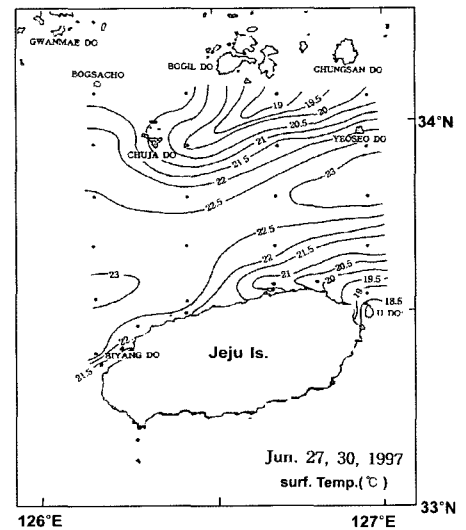 GWANMAE DO
BOGIL DO
CHUNGSAN DO
BOGSACHO
19
19.5
20
20.5
21
21.5
22
22.5
34°N
YEOSEO DO
CHUJA DO
23
22.5
22
21.5
21
20.5
20
19.5
19
18.5
23
U DO
22
BIYANG DO
21.5
Jeju Is.
Jun. 27, 30, 1997
surf. Temp.(℃)
33°N
126°E
127°E